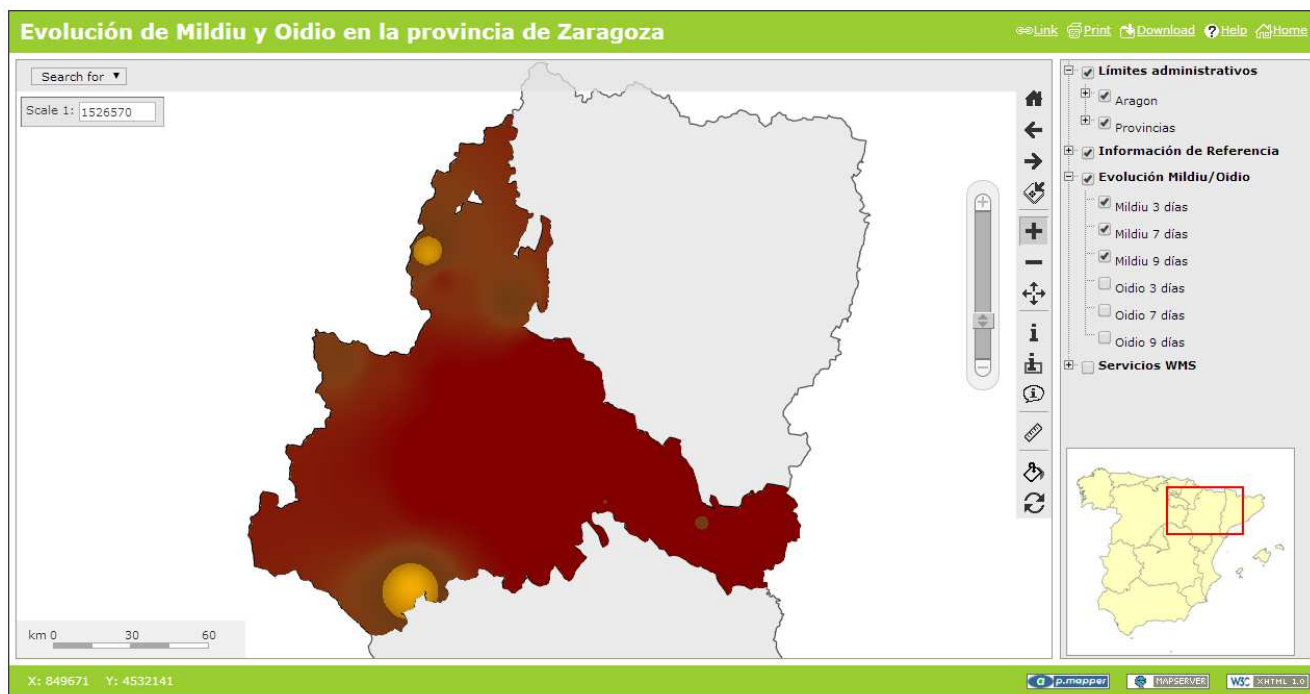 Evolución de Mildiu y Oidio en la provincia de Zaragoza
Link Print Download Help Home
Search for ▼
Scale 1: 1526570
Límites administrativos
Aragon
Provincias
Información de Referencia
Evolución Mildiu/Oidio
Mildiu 3 días
Mildiu 7 días
Mildiu 9 días
Oidio 3 días
Oidio 7 días
Oidio 9 días
Servicios WMS
km 0 30 60
X: 849671 Y: 4532141
p.mapper MAPSERVER W3C XHTML 1.0